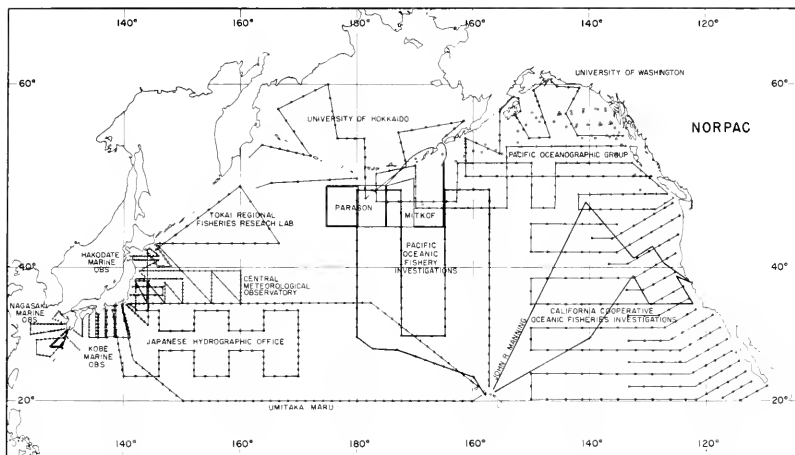 140° 160° 180° 160° 140° 120°
UNIVERSITY OF WASHINGTON
60° 60°
UNIVERSITY OF HOKKAIDO
NORPAC
PACIFIC OCEANOGRAPHIC GROUP
PARAGON
MITKOF
TOKAI REGIONAL
FISHERIES RESEACH LAB
HAKODATE
MARINE
OBS
PACIFIC
OCEANIC
FISHERY
INVESTIGATIONS
40° 40°
CENTRAL
METEOROLOGICAL
OBSERVATORY
NAGASAKI
MARINE
OBS
CALIFORNIA COOPERATIVE
OCEANIC FISHERIES INVESTIGATIONS
JOHN R. MANNING
KOBE
MARINE
OBS
JAPANESE HYDROGRAPHIC OFFICE
20° 20°
UMITAKA MARU
140° 160° 180° 160° 140° 120°